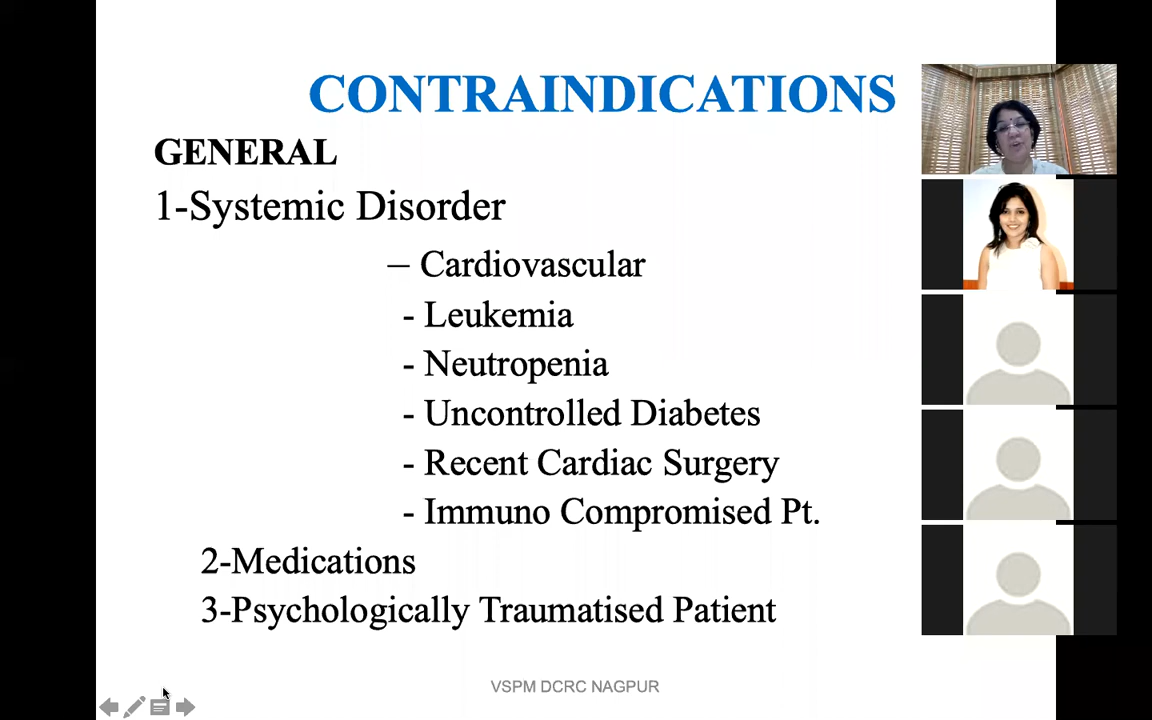 CONTRAINDICATIONS
GENERAL
1-Systemic Disorder
– Cardiovascular
- Leukemia
- Neutropenia
- Uncontrolled Diabetes
- Recent Cardiac Surgery
- Immuno Compromised Pt.
2-Medications
3-Psychologically Traumatised Patient
VSPM DCRC NAGPUR